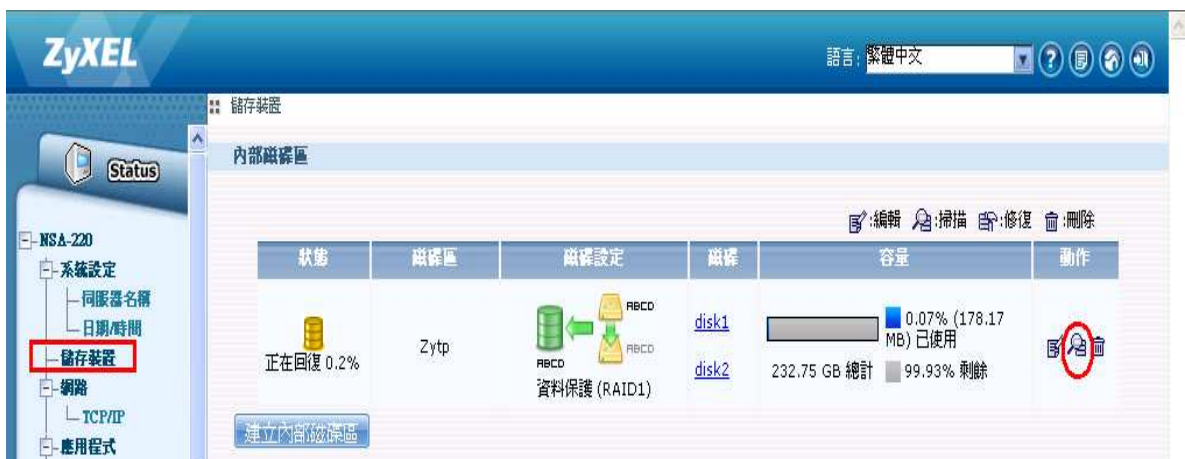 ZyXEL
語言: 繁體中文
儲存裝置
Status
內部磁碟區
:編輯 :掃描 :修復 :刪除
NSA-220
系統設定
伺服器名稱
日期/時間
儲存裝置
網路
TCP/IP
應用程式
狀態 磁碟區 磁碟設定 磁碟 容量 動作
正在回復 0.2%
Zytp
ABCD
ABCD
ABCD
資料保護 (RAID1)
disk1
disk2
0.07% (178.17
MB) 已使用
232.75 GB 總計 99.93% 剩餘
建立內部磁碟區